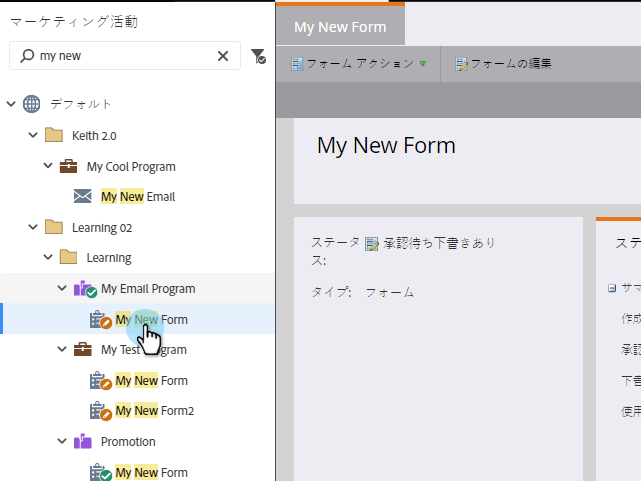 マーケティング活動
my new
デフォルト
Keith 2.0
My Cool Program
My New Email
Learning 02
Learning
My Email Program
My New Form
My Test Program
My New Form
My New Form2
Promotion
My New Form
My New Form
フォーム アクション
フォームの編集
My New Form
ステータス:
承認待ち下書きあり
タイプ: フォーム
ステ
サマ
作成
承認
下書
使用